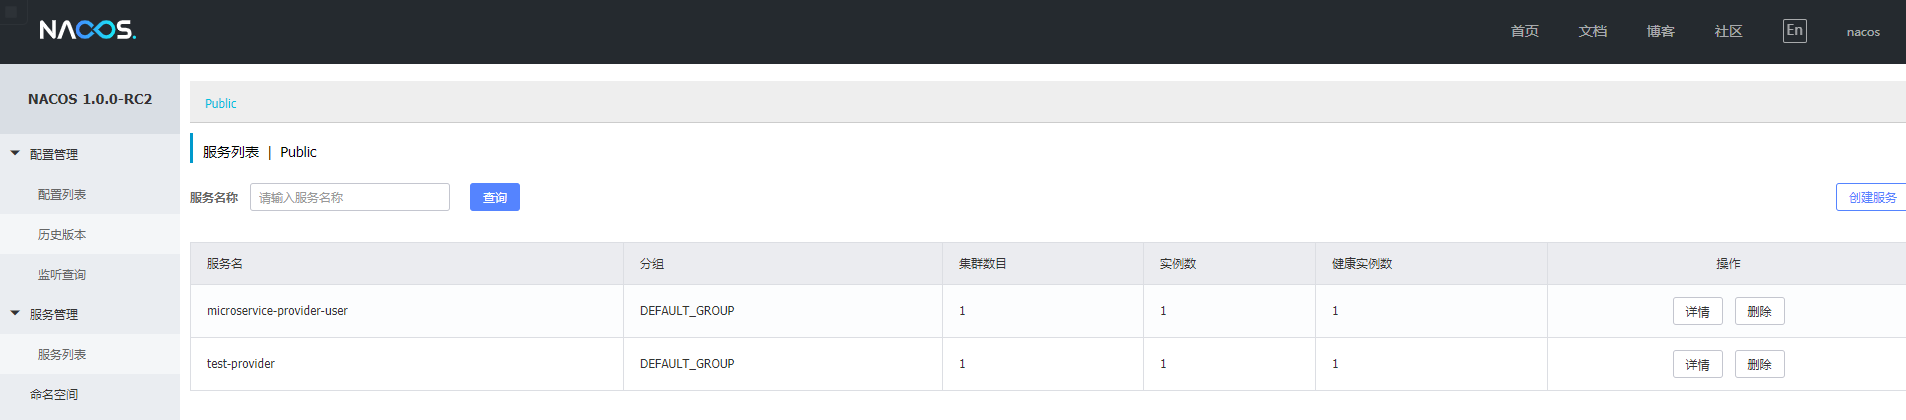 NACOS.
首页 文档 博客 社区 En nacos
NACOS 1.0.0-RC2
配置管理
配置列表
历史版本
监听查询
服务管理
服务列表
命名空间
Public
服务列表 | Public
服务名称 请输入服务名称 查询 创建服务
服务名 分组 集群数目 实例数 健康实例数 操作
microservice-provider-user DEFAULT_GROUP 1 1 1 详情 删除
test-provider DEFAULT_GROUP 1 1 1 详情 删除